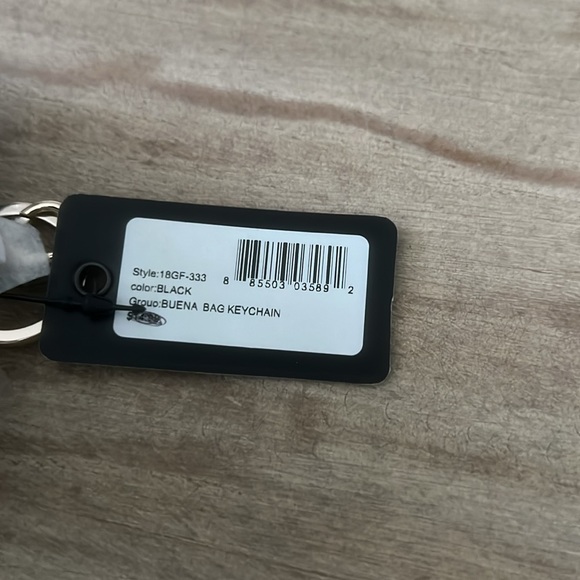 Style:18GF-333
color:BLACK
Group:BUENA BAG KEYCHAIN
8 85503 03589 2